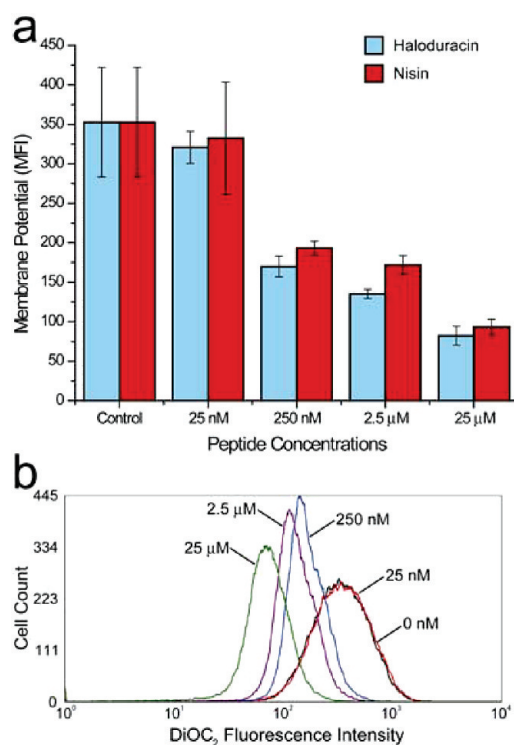 a
Haloduracin
Nisin
Membrane Potential (MFI)
450
400
350
300
250
200
150
100
50
0
Control 25 nM 250 nM 2.5 μM 25 μM
Peptide Concentrations
b
Cell Count
445
334
223
111
0
2.5 μM
250 nM
25 μM
25 nM
0 nM
10⁰ 10¹ 10² 10³ 10⁴
DiOC₂ Fluorescence Intensity